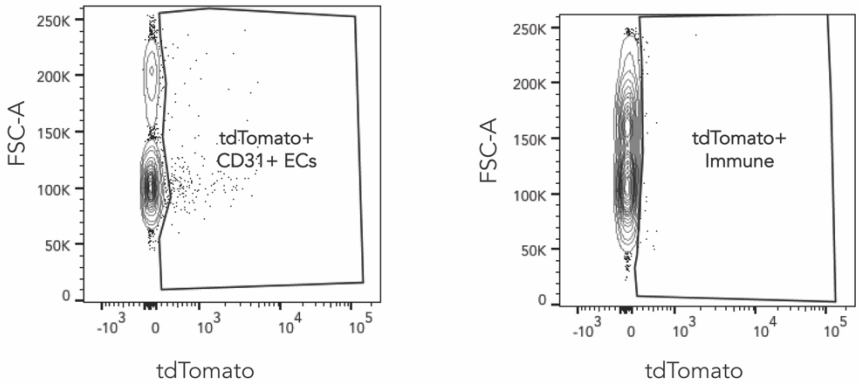 250K
200K
150K
100K
50K
0
FSC-A
tdTomato+
CD31+ ECs
-10^3
0
10^3
10^4
10^5
tdTomato
250K
200K
150K
100K
50K
0
FSC-A
tdTomato+
Immune
-10^3
0
10^3
10^4
10^5
tdTomato